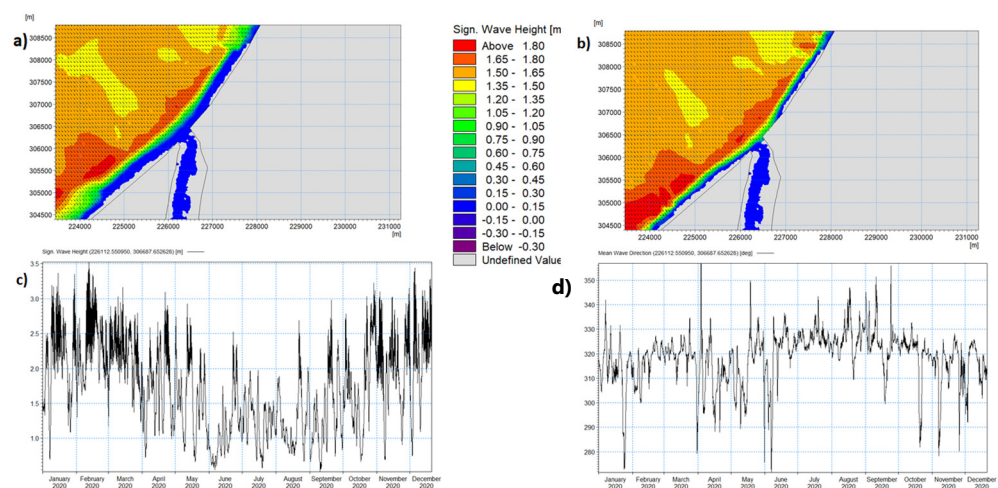 a)
[m]
308500
308000
307500
307000
306500
306000
305500
305000
304500
224000 225000 226000 227000 228000 229000 230000 231000
[m]
Sign. Wave Height [m
Above 1.80
1.65 - 1.80
1.50 - 1.65
1.35 - 1.50
1.20 - 1.35
1.05 - 1.20
0.90 - 1.05
0.75 - 0.90
0.60 - 0.75
0.45 - 0.60
0.30 - 0.45
0.15 - 0.30
0.00 - 0.15
-0.15 - 0.00
-0.30 - -0.15
Below -0.30
Undefined Value
b)
[m]
308500
308000
307500
307000
306500
306000
305500
305000
304500
224000 225000 226000 227000 228000 229000 230000 231000
[m]
c)
Sign. Wave Height (226112.550950, 306687.652628) [m]
3.5
3.0
2.5
2.0
1.5
1.0
January February March April May June July August September October November December
2020 2020 2020 2020 2020 2020 2020 2020 2020 2020 2020 2020
d)
Mean Wave Direction (226112.550950, 306687.652628) [deg]
350
340
330
320
310
300
290
280
January February March April May June July August September October November December
2020 2020 2020 2020 2020 2020 2020 2020 2020 2020 2020 2020